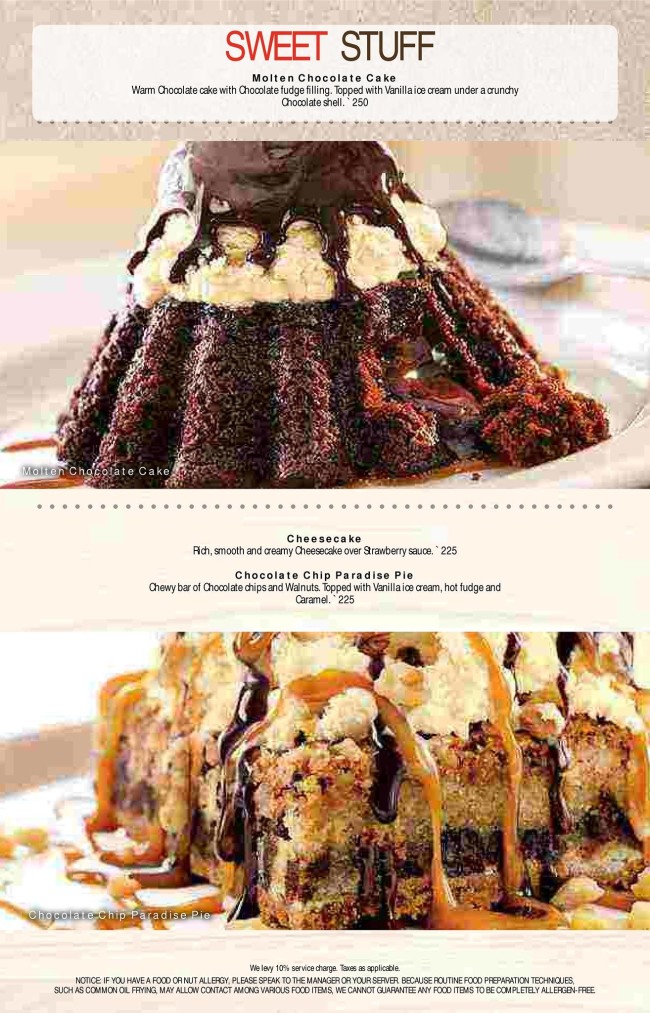 SWEET STUFF
Molten Chocolate Cake
Warm Chocolate cake with Chocolate fudge filling. Topped with Vanilla ice cream under a crunchy
Chocolate shell. ` 250
Molten Chocolate Cake
Cheesecake
Rich, smooth and creamy Cheesecake over Strawberry sauce. ` 225
Chocolate Chip Paradise Pie
Chewy bar of Chocolate chips and Walnuts. Topped with Vanilla ice cream, hot fudge and
Caramel. ` 225
Chocolate Chip Paradise Pie
We levy 10% service charge. Taxes as applicable.
NOTICE: IF YOU HAVE A FOOD OR NUT ALLERGY, PLEASE SPEAK TO THE MANAGER OR YOUR SERVER. BECAUSE ROUTINE FOOD PREPARATION TECHNIQUES,
SUCH AS COMMON OIL FRYING, MAY ALLOW CONTACT AMONG VARIOUS FOOD ITEMS, WE CANNOT GUARANTEE ANY FOOD ITEMS TO BE COMPLETELY ALLERGEN-FREE.